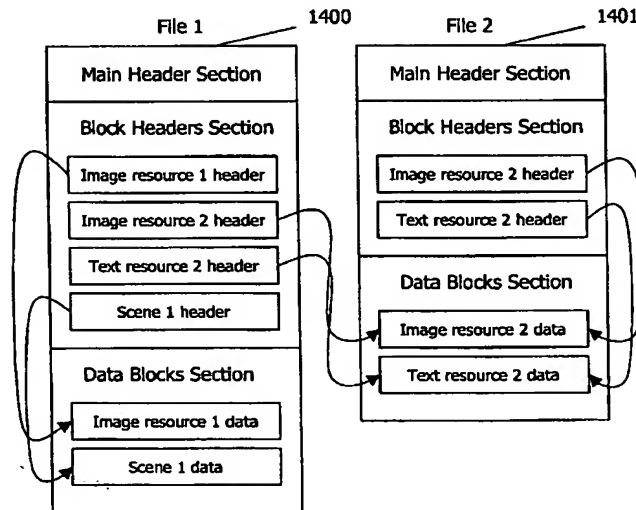 File 1
1400
Main Header Section
Block Headers Section
Image resource 1 header
Image resource 2 header
Text resource 2 header
Scene 1 header
Data Blocks Section
Image resource 1 data
Scene 1 data
File 2
1401
Main Header Section
Block Headers Section
Image resource 2 header
Text resource 2 header
Data Blocks Section
Image resource 2 data
Text resource 2 data